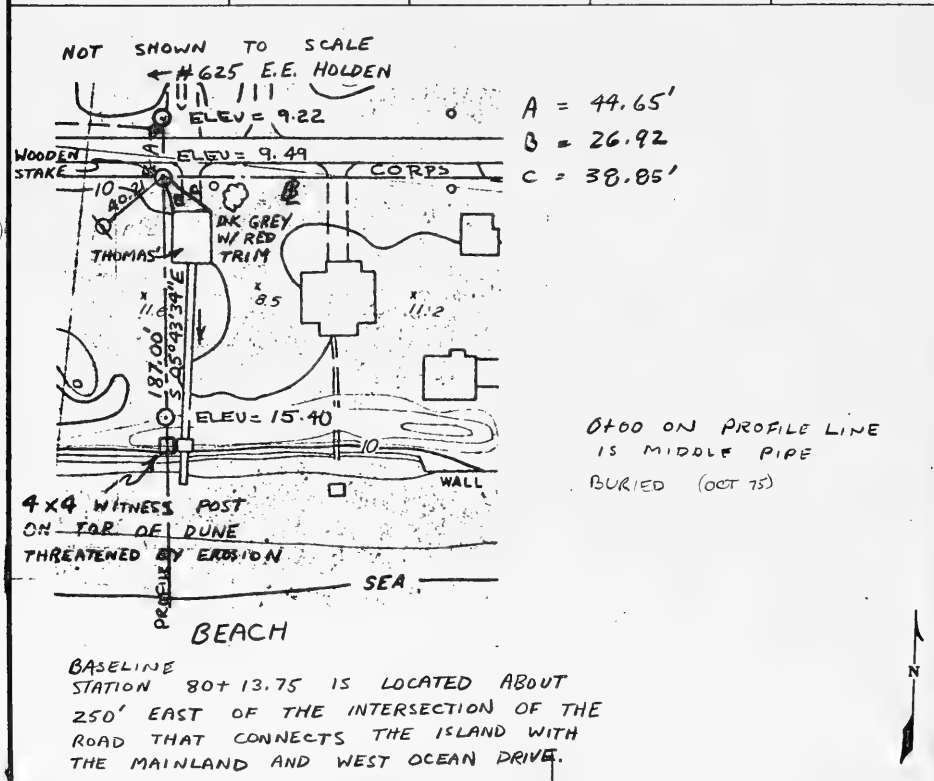 NOT SHOWN TO SCALE
← # 625 E.E. HOLDEN
ELEV = 9.22
A
WOODEN
STAKE
ELEV = 9.49
CORPS
10
40.2
B
DK GREY
W/ RED
TRIM
THOMAS'
11.8
8.5
11.2
187.00'
S 05°43'34"E
ELEV = 15.40
10
WALL
4 X4 WITNESS POST
ON TOP OF DUNE
THREATENED BY EROSION
SEA
PROFILE
BEACH
A = 44.65'
B = 26.92
C = 38.85'
0+00 ON PROFILE LINE
IS MIDDLE PIPE
BURIED (OCT 75)
N
BASELINE
STATION 80+ 13.75 IS LOCATED ABOUT
250' EAST OF THE INTERSECTION OF THE
ROAD THAT CONNECTS THE ISLAND WITH
THE MAINLAND AND WEST OCEAN DRIVE.